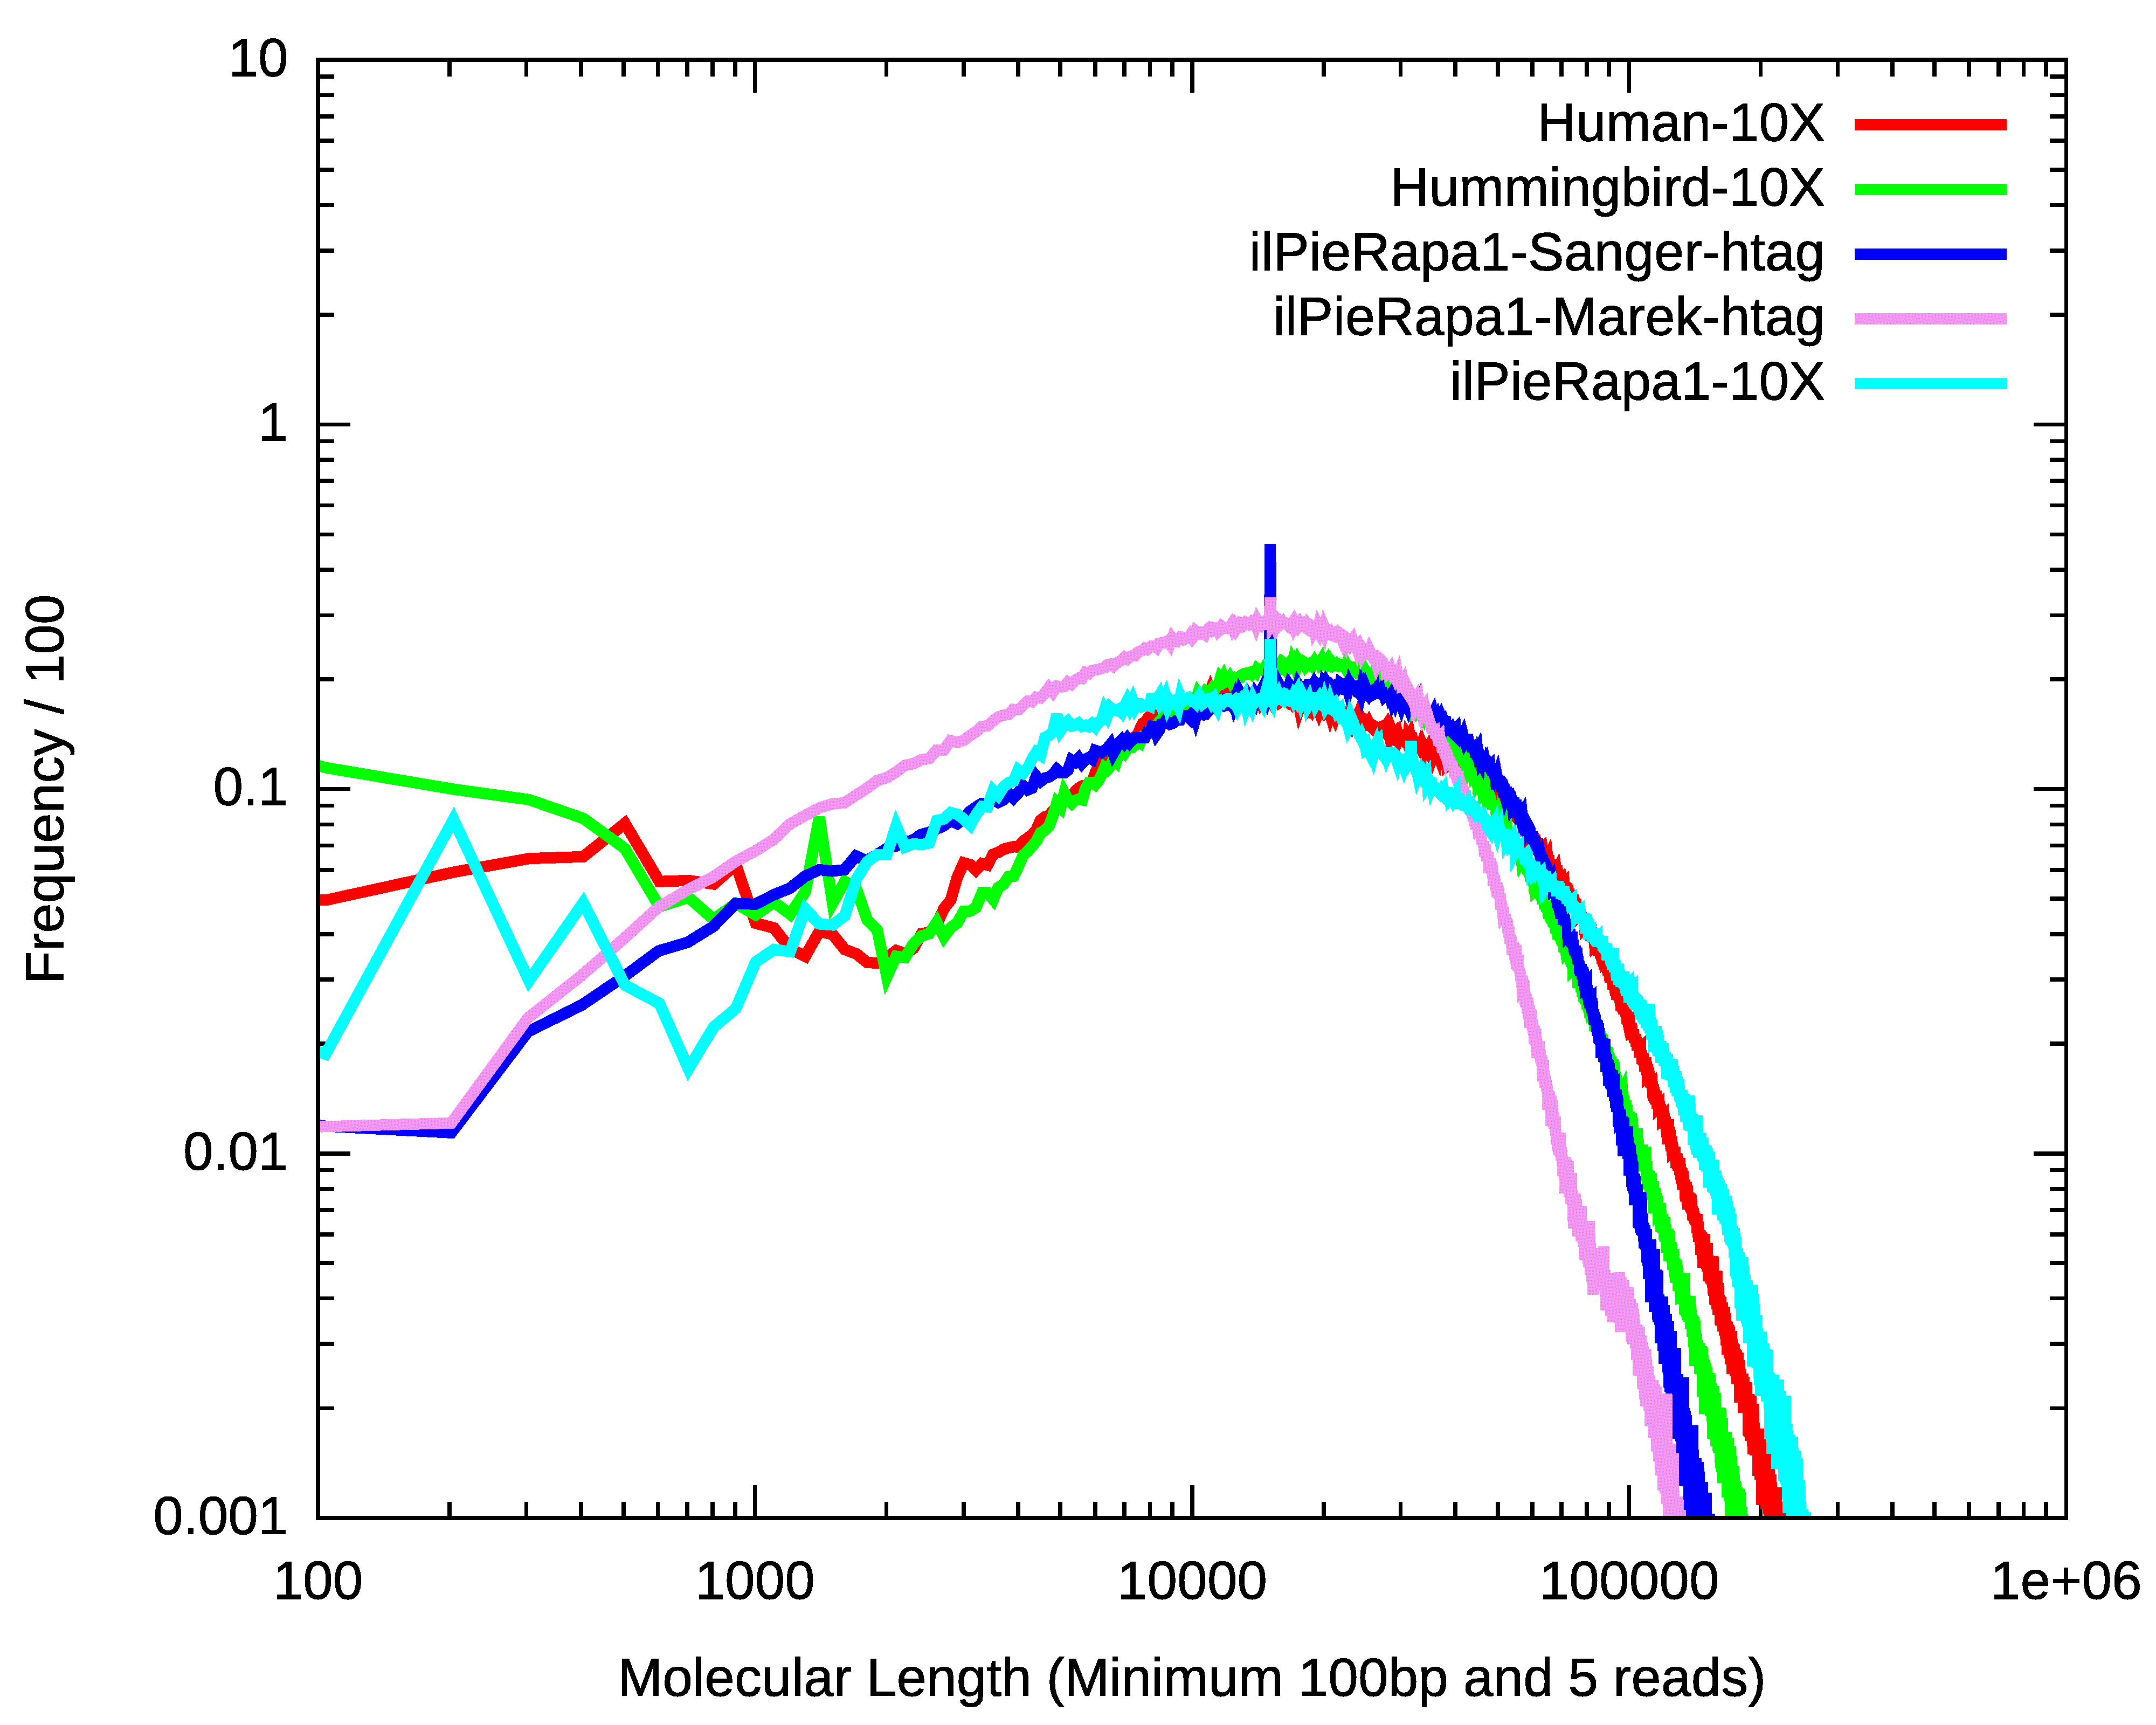 10
1
0.1
0.01
0.001
Frequency / 100
Human-10X
Hummingbird-10X
ilPieRapa1-Sanger-htag
ilPieRapa1-Marek-htag
ilPieRapa1-10X
100 1000 10000 100000 1e+06
Molecular Length (Minimum 100bp and 5 reads)